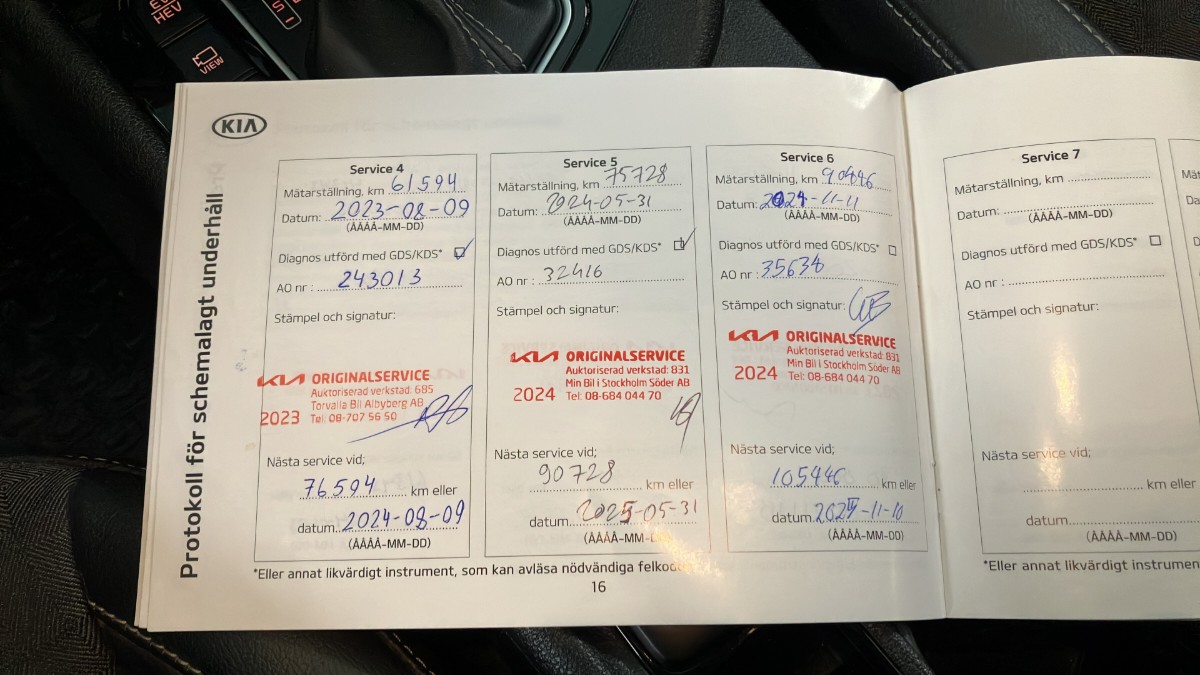 EV
HEV
S
I
VIEW
KIA
Protokoll för schemalagt underhåll
Service 4
Mätarställning, km 61594
Datum: 2023-08-09
(ÅÅÅÅ-MM-DD)
Diagnos utförd med GDS/KDS*
AO nr : 243013
Stämpel och signatur:
KIA ORIGINALSERVICE
Auktoriserad verkstad: 685
Torvalla Bil Albyberg AB
2023 Tel: 08-707 56 50
Nästa service vid;
76594 km eller
datum 2024-08-09
(ÅÅÅÅ-MM-DD)
Service 5
Mätarställning, km 75728
Datum: 2024-05-31
(ÅÅÅÅ-MM-DD)
Diagnos utförd med GDS/KDS*
AO nr : 32416
Stämpel och signatur:
KIA ORIGINALSERVICE
Auktoriserad verkstad: 831
Min Bil i Stockholm Söder AB
2024 Tel: 08-684 044 70
Nästa service vid;
90728 km eller
datum 2025-05-31
(ÅÅÅÅ-MM-DD)
Service 6
Mätarställning, km 90446
Datum: 2024-11-11
(ÅÅÅÅ-MM-DD)
Diagnos utförd med GDS/KDS*
AO nr : 35638
Stämpel och signatur:
KIA ORIGINALSERVICE
Auktoriserad verkstad: 831
Min Bil i Stockholm Söder AB
2024 Tel: 08-684 044 70
Nästa service vid;
105446 km eller
datum 2025-11-10
(ÅÅÅÅ-MM-DD)
*Eller annat likvärdigt instrument, som kan avläsa nödvändiga
16
Service 7
Mätarställning, km
Datum:
(ÅÅÅÅ-MM-DD)
Diagnos utförd med GDS/KDS*
AO nr :
Stämpel och signatur:
Nästa service vid;
km eller
datum
(ÅÅÅÅ-MM-DD)
*Eller annat likvärdigt instrumen